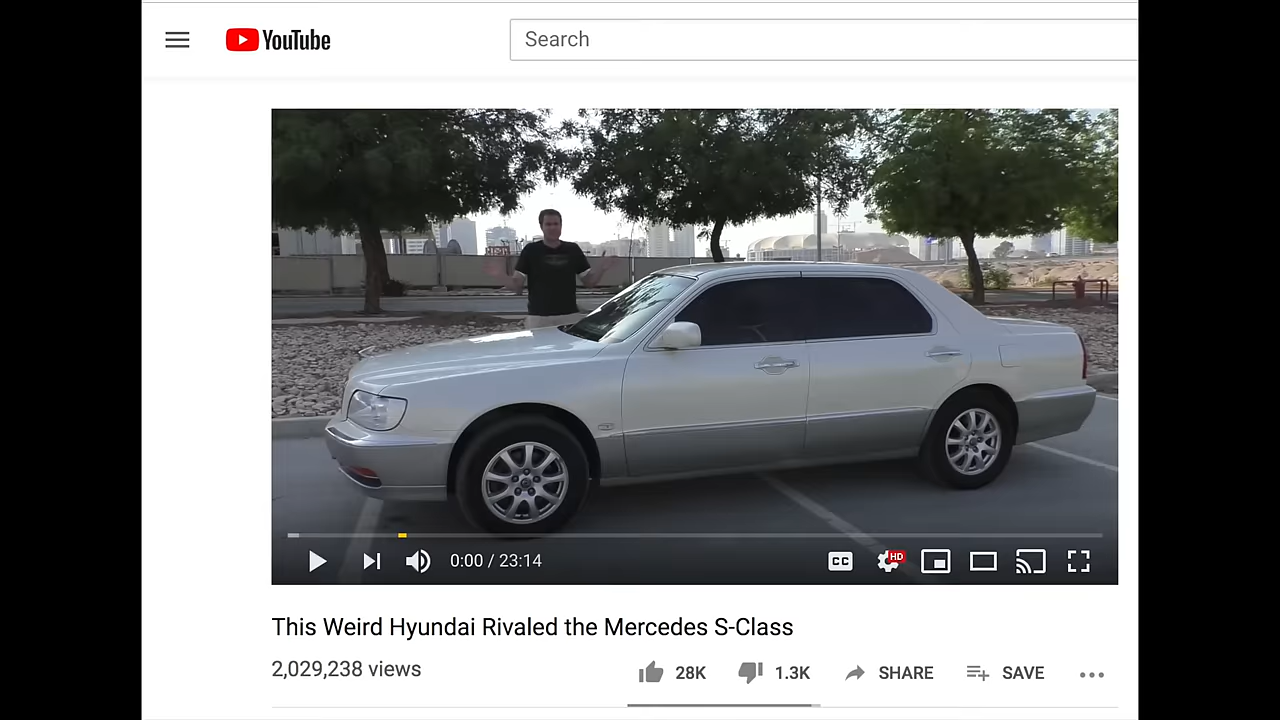 YouTube
Search
0:00 / 23:14
CC
HD
This Weird Hyundai Rivaled the Mercedes S-Class
2,029,238 views
28K
1.3K
SHARE
SAVE